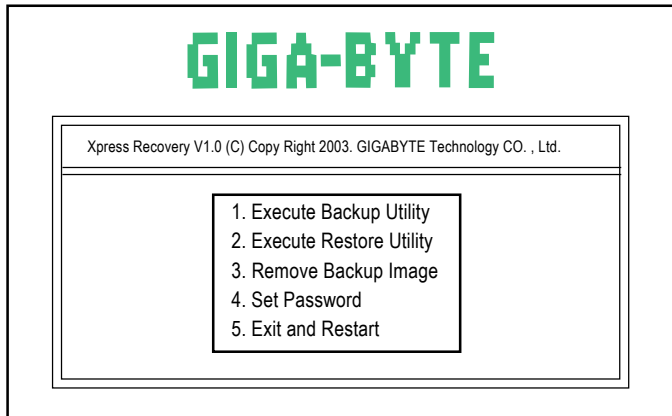 GIGA-BYTE
Xpress Recovery V1.0 (C) Copy Right 2003. GIGABYTE Technology CO. , Ltd.
1. Execute Backup Utility
2. Execute Restore Utility
3. Remove Backup Image
4. Set Password
5. Exit and Restart